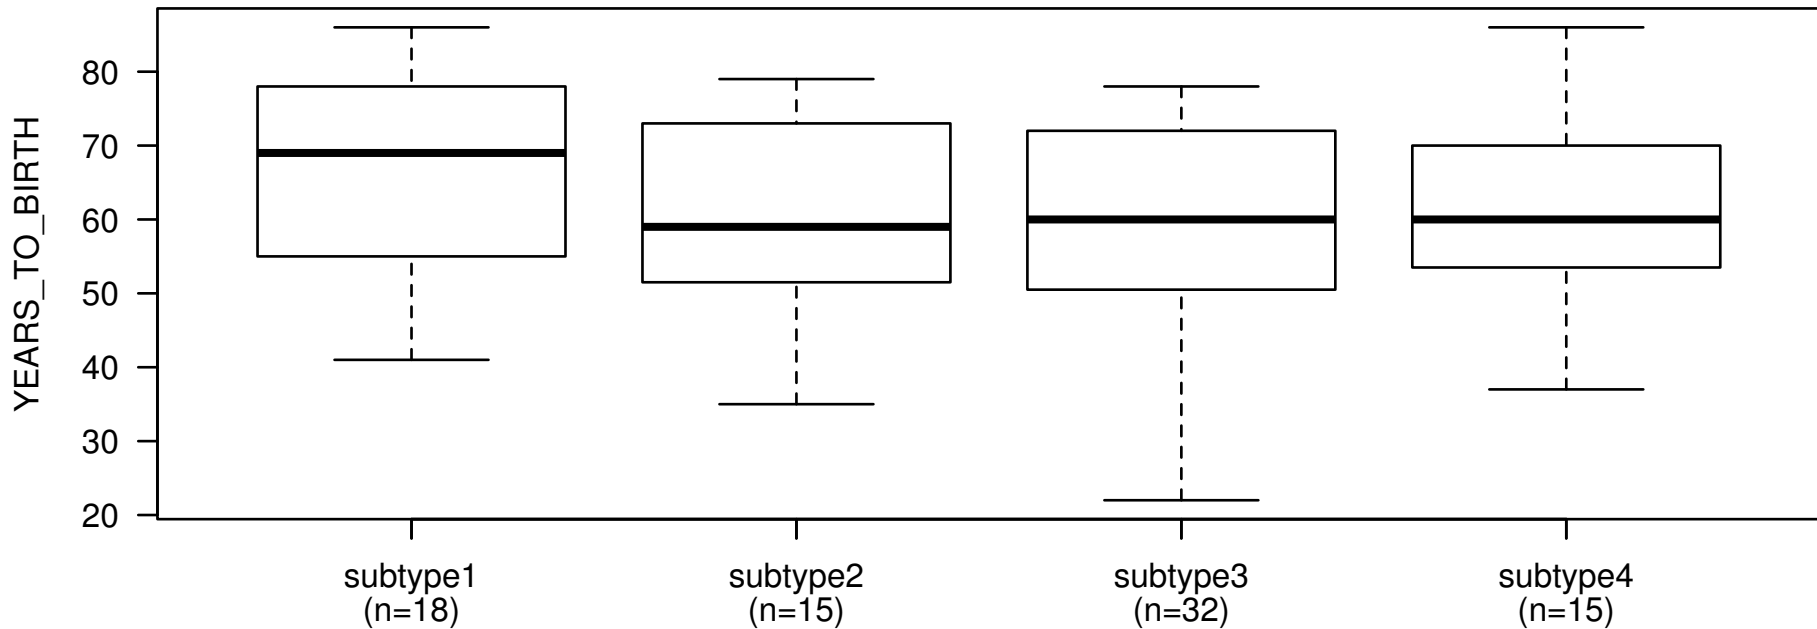 YEARS_TO_BIRTH
80
70
60
50
40
30
20
subtype1
(n=18)
subtype2
(n=15)
subtype3
(n=32)
subtype4
(n=15)